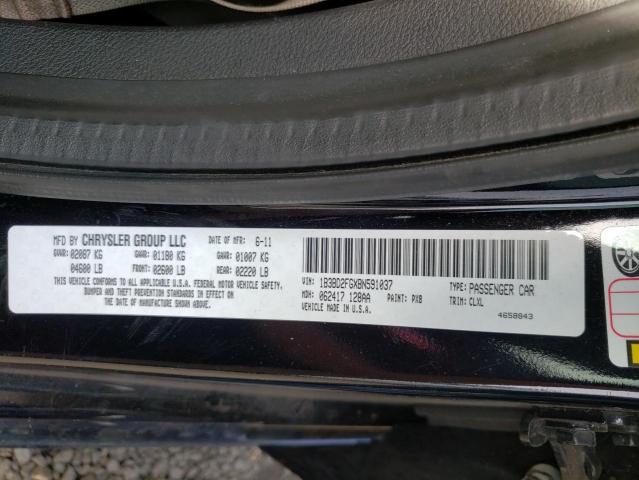 MFD BY CHRYSLER GROUP LLC DATE OF MFR: 6-11
GVWR: 02087 KG GAWR: 01180 KG GAWR: 01007 KG
04600 LB FRONT: 02600 LB REAR: 02220 LB
THIS VEHICLE CONFORMS TO ALL APPLICABLE U.S.A. FEDERAL MOTOR VEHICLE SAFETY,
BUMPER AND THEFT PREVENTION STANDARDS IN EFFECT ON
THE DATE OF MANUFACTURE SHOWN ABOVE.
VIN: 1B3BD2FGXBN591037 TYPE: PASSENGER CAR
MDH: 062417 128AA PAINT: PX8 TRIM: CLXL
VEHICLE MADE IN U.S.A. 4658843